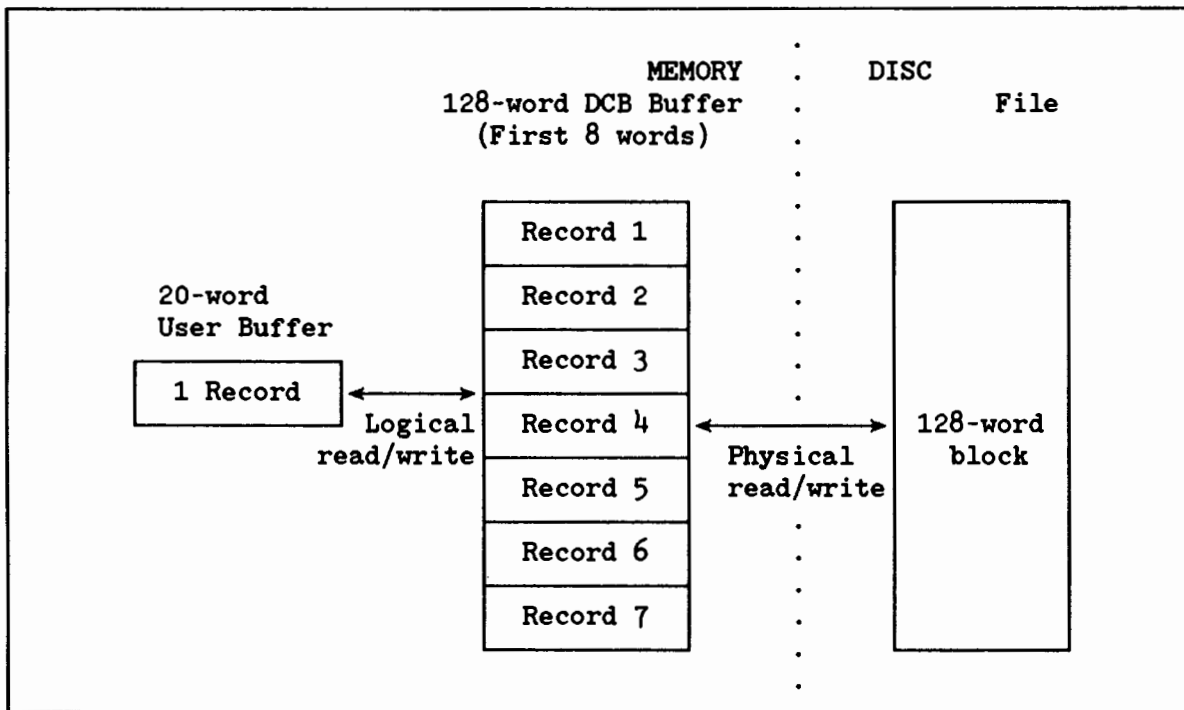 MEMORY
DISC
128-word DCB Buffer
File
(First 8 words)
20-word
User Buffer
1 Record
Logical
read/write
Record 1
Record 2
Record 3
Record 4
Record 5
Record 6
Record 7
Physical
read/write
128-word
block